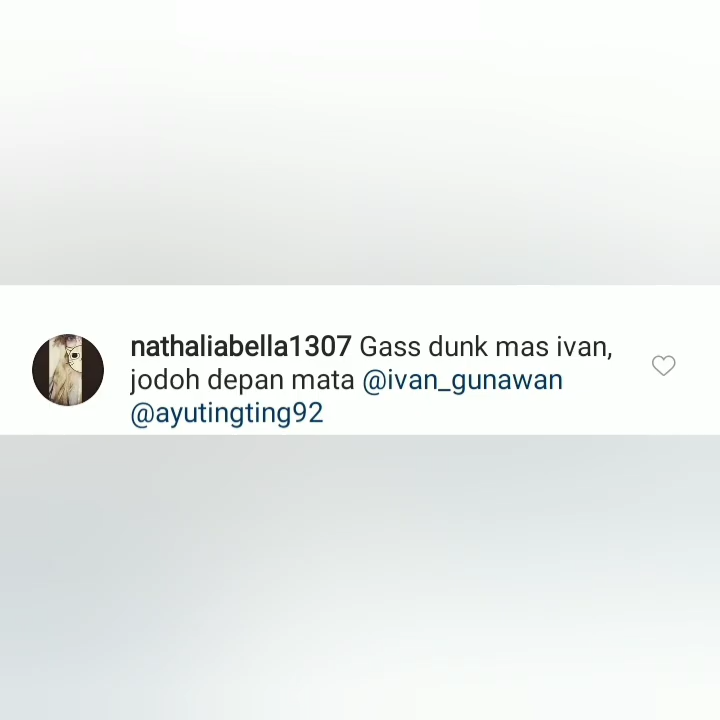 nathaliabella1307 Gass dunk mas ivan,
jodoh depan mata @ivan_gunawan
@ayutingting92